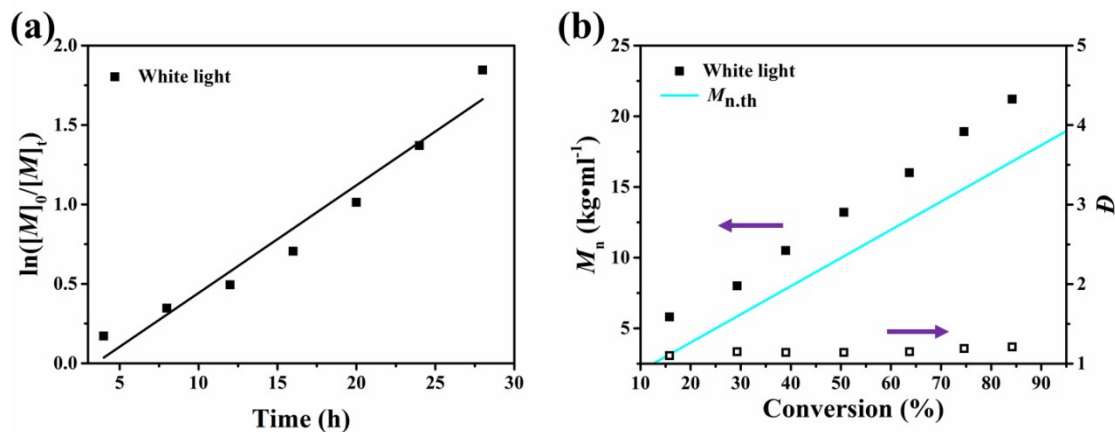 (a)
2.0
1.5
1.0
0.5
0.0
ln([M]0/[M]t)
White light
5 10 15 20 25 30
Time (h)
(b)
25
20
15
10
5
Mn (kg•ml-1)
White light
Mn.th
5
4
3
2
1
Đ
10 20 30 40 50 60 70 80 90
Conversion (%)